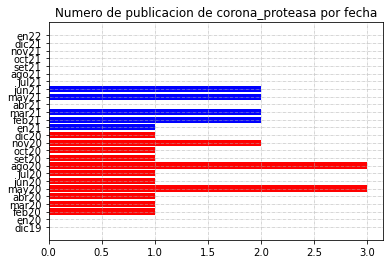 Numero de publicacion de corona_proteasa por fecha
en22
dic21
nov21
oct21
set21
ago21
Jul21
jun21
may21
abr21
mar21
feb21
en21
dic20
nov20
oct20
set20
ago20
Jul20
jun20
may20
abr20
mar20
feb20
en20
dic19
0.0 0.5 1.0 1.5 2.0 2.5 3.0